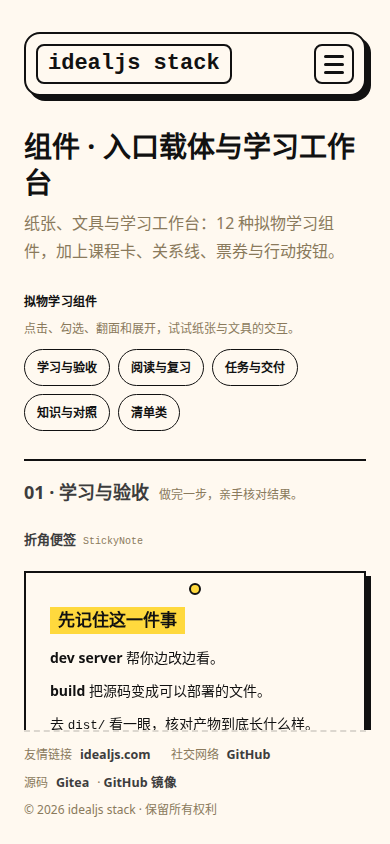 idealjs stack
组件 · 入口载体与学习工作
台
纸张、文具与学习工作台：12 种拟物学习组
件，加上课程卡、关系线、票券与行动按钮。
拟物学习组件
点击、勾选、翻面和展开，试试纸张与文具的交互。
学习与验收 阅读与复习 任务与交付
知识与对照 清单类
01 · 学习与验收 做完一步，亲手核对结果。
折角便签 StickyNote
先记住这一件事
dev server 帮你边改边看。
build 把源码变成可以部署的文件。
去 dist/ 看一眼，核对产物到底长什么样。
友情链接 idealjs.com 社交网络 GitHub
源码 Gitea · GitHub 镜像
© 2026 idealjs stack · 保留所有权利